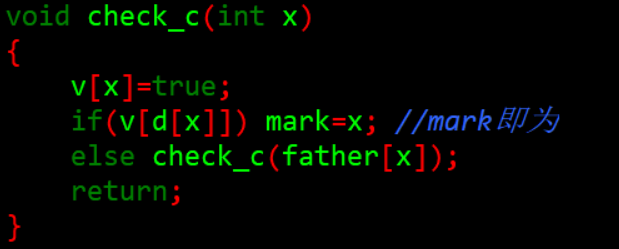 void check_c(int x)
{
v[x]=true;
if(v[d[x]]) mark=x; //mark即为
else check_c(father[x]);
return;
}